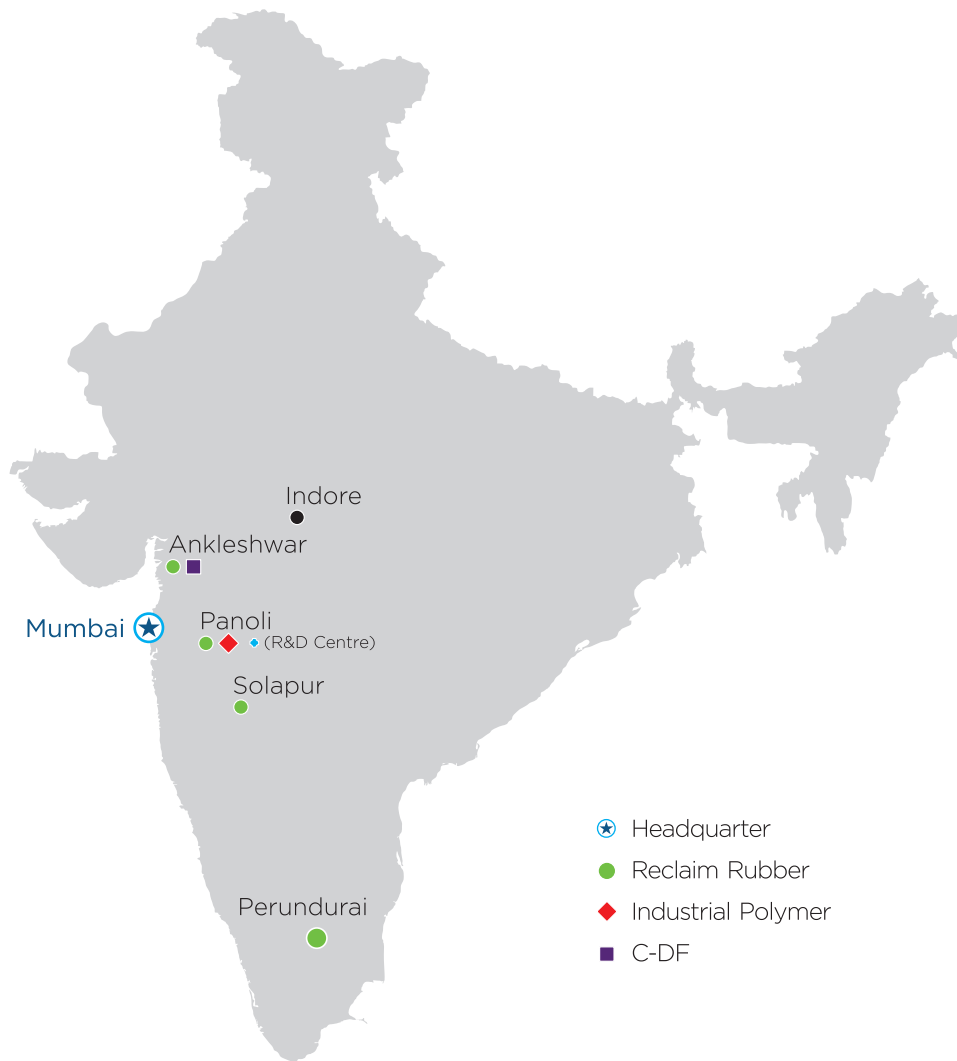 Indore
Ankleshwar
Mumbai
Panoli
(R&D Centre)
Solapur
Headquarter
Reclaim Rubber
Perundurai
Industrial Polymer
C-DF